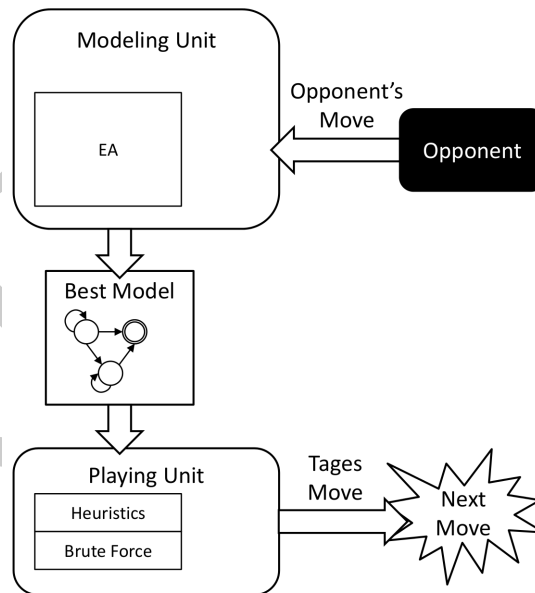 Modeling Unit
EA
Opponent's
Move
Opponent
Best Model
Playing Unit
Heuristics
Brute Force
Tages
Move
Next
Move